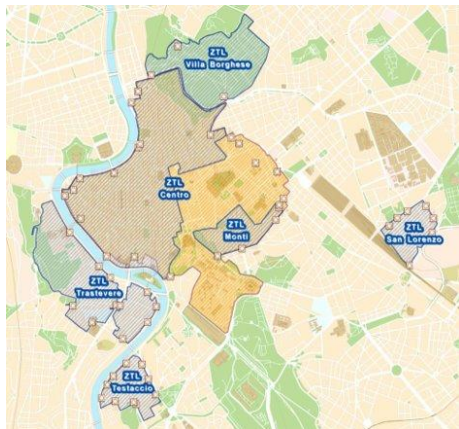 ZTL
Villa Borghese
ZTL
Centro
ZTL
Monti
ZTL
San Lorenzo
ZTL
Trastevere
ZTL
Testaccio